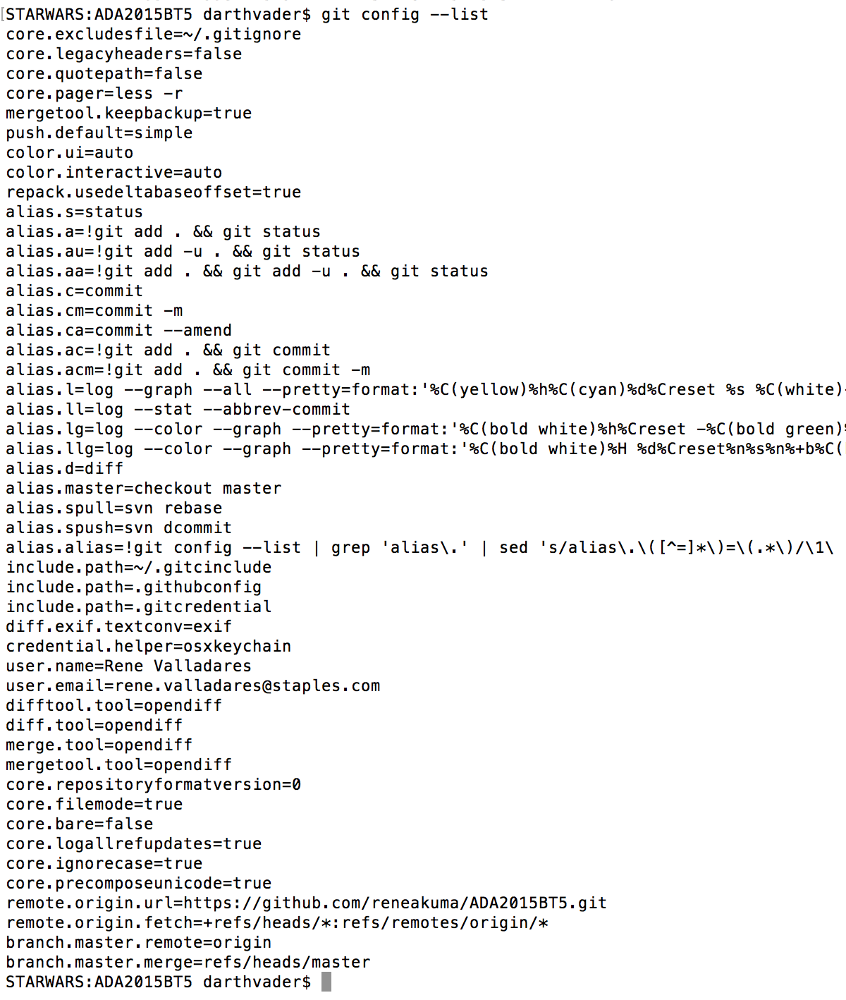 [STARWARS:ADA2015BT5 darthvader$ git config --list
core.excludesfile=~/.gitignore
core.legacyheaders=false
core.quotepath=false
core.pager=less -r
mergetool.keepbackup=true
push.default=simple
color.ui=auto
color.interactive=auto
repack.usedeltabaseoffset=true
alias.s=status
alias.a=!git add . && git status
alias.au=!git add -u . && git status
alias.aa=!git add . && git add -u . && git status
alias.c=commit
alias.cm=commit -m
alias.ca=commit --amend
alias.ac=!git add . && git commit
alias.acm=!git add . && git commit -m
alias.l=log --graph --all --pretty=format:'%C(yellow)%h%C(cyan)%d%Creset %s %C(white)-
alias.ll=log --stat --abbrev-commit
alias.lg=log --color --graph --pretty=format:'%C(bold white)%h%Creset -%C(bold green)%
alias.llg=log --color --graph --pretty=format:'%C(bold white)%H %d%Creset%n%s%n%+b%C(
alias.d=diff
alias.master=checkout master
alias.spull=svn rebase
alias.spush=svn dcommit
alias.alias=!git config --list | grep 'alias\.' | sed 's/alias\.\([^=]*\)=\(.*\)/\1\
include.path=~/.gitcinclude
include.path=.githubconfig
include.path=.gitcredential
diff.exif.textconv=exif
credential.helper=osxkeychain
user.name=Rene Valladares
user.email=rene.valladares@staples.com
difftool.tool=opendiff
diff.tool=opendiff
merge.tool=opendiff
mergetool.tool=opendiff
core.repositoryformatversion=0
core.filemode=true
core.bare=false
core.logallrefupdates=true
core.ignorecase=true
core.precomposeunicode=true
remote.origin.url=https://github.com/reneakuma/ADA2015BT5.git
remote.origin.fetch=+refs/heads/*:refs/remotes/origin/*
branch.master.remote=origin
branch.master.merge=refs/heads/master
STARWARS:ADA2015BT5 darthvader$